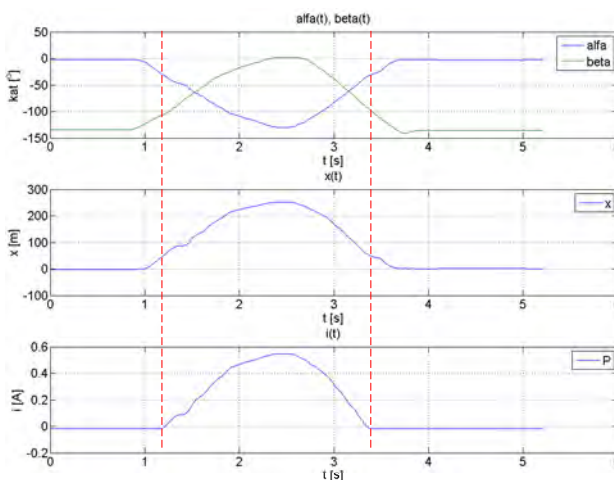 alfa(t), beta(t)
50
0
-50
-100
-150
kat [°]
alfa
beta
0 1 2 3 4 5
t [s]
x(t)
300
200
100
0
-100
x [m]
x
0 1 2 3 4 5
t [s]
i(t)
0.6
0.4
0.2
0
-0.2
i [A]
P
0 1 2 3 4 5
t [s]